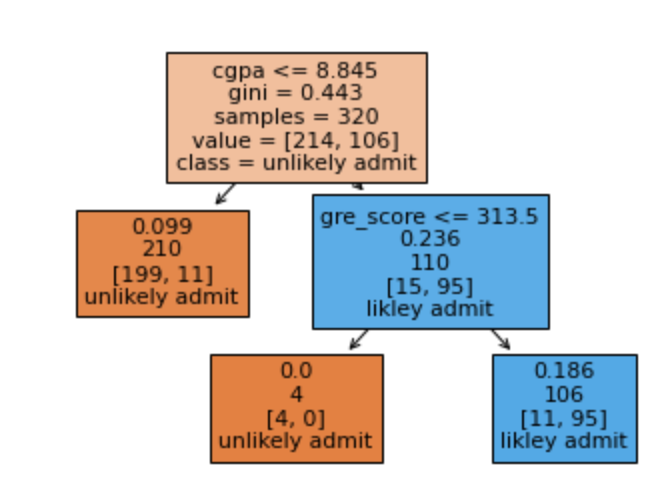 cgpa <= 8.845
gini = 0.443
samples = 320
value = [214, 106]
class = unlikely admit
0.099
210
[199, 11]
unlikely admit
gre_score <= 313.5
0.236
110
[15, 95]
likley admit
0.0
4
[4, 0]
unlikely admit
0.186
106
[11, 95]
likley admit